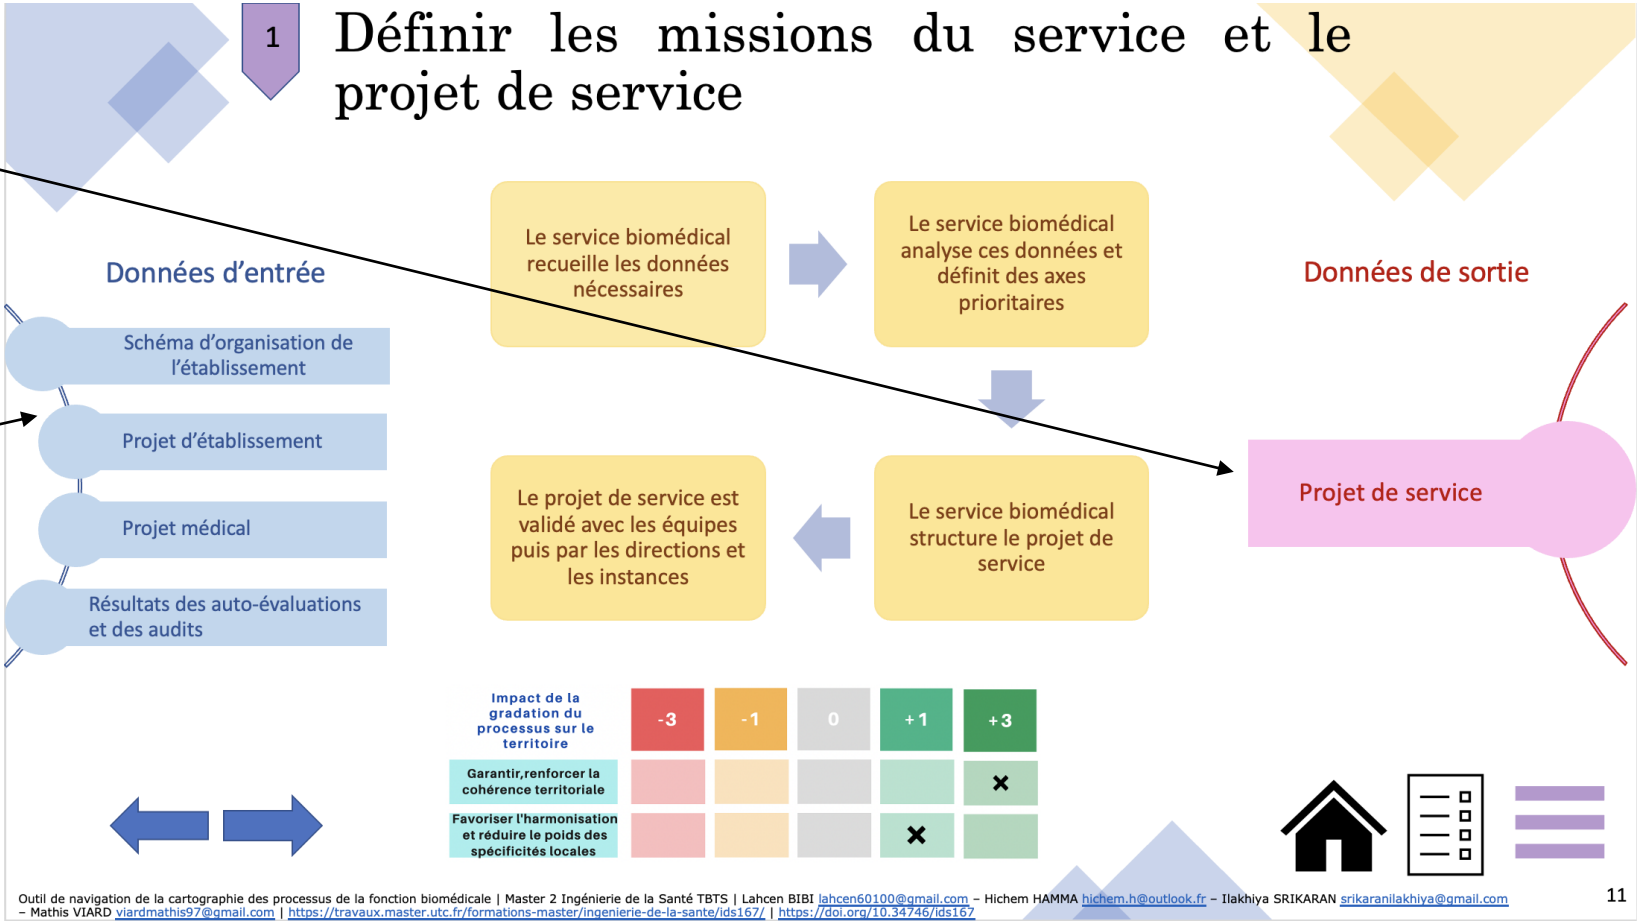 1
Définir les missions du service et le
projet de service
Données d’entrée
Schéma d’organisation de
l’établissement
Projet d’établissement
Projet médical
Résultats des auto-évaluations
et des audits
Le service biomédical
recueille les données
nécessaires
Le service biomédical
analyse ces données et
définit des axes
prioritaires
Le service biomédical
structure le projet de
service
Le projet de service est
validé avec les équipes
puis par les directions et
les instances
Données de sortie
Projet de service
Impact de la
gradation du
processus sur le
territoire
-3
-1
0
+1
+3
Garantir,renforcer la
cohérence territoriale
×
Favoriser l'harmonisation
et réduire le poids des
spécificités locales
×
Outil de navigation de la cartographie des processus de la fonction biomédicale | Master 2 Ingénierie de la Santé TBTS | Lahcen BIBI lahcen60100@gmail.com – Hichem HAMMA hichem.h@outlook.fr – Ilakhiya SRIKARAN srikaranilakhiya@gmail.com
– Mathis VIARD viardmathis97@gmail.com | https://travaux.master.utc.fr/formations-master/ingenierie-de-la-sante/ids167/ | https://doi.org/10.34746/ids167
11